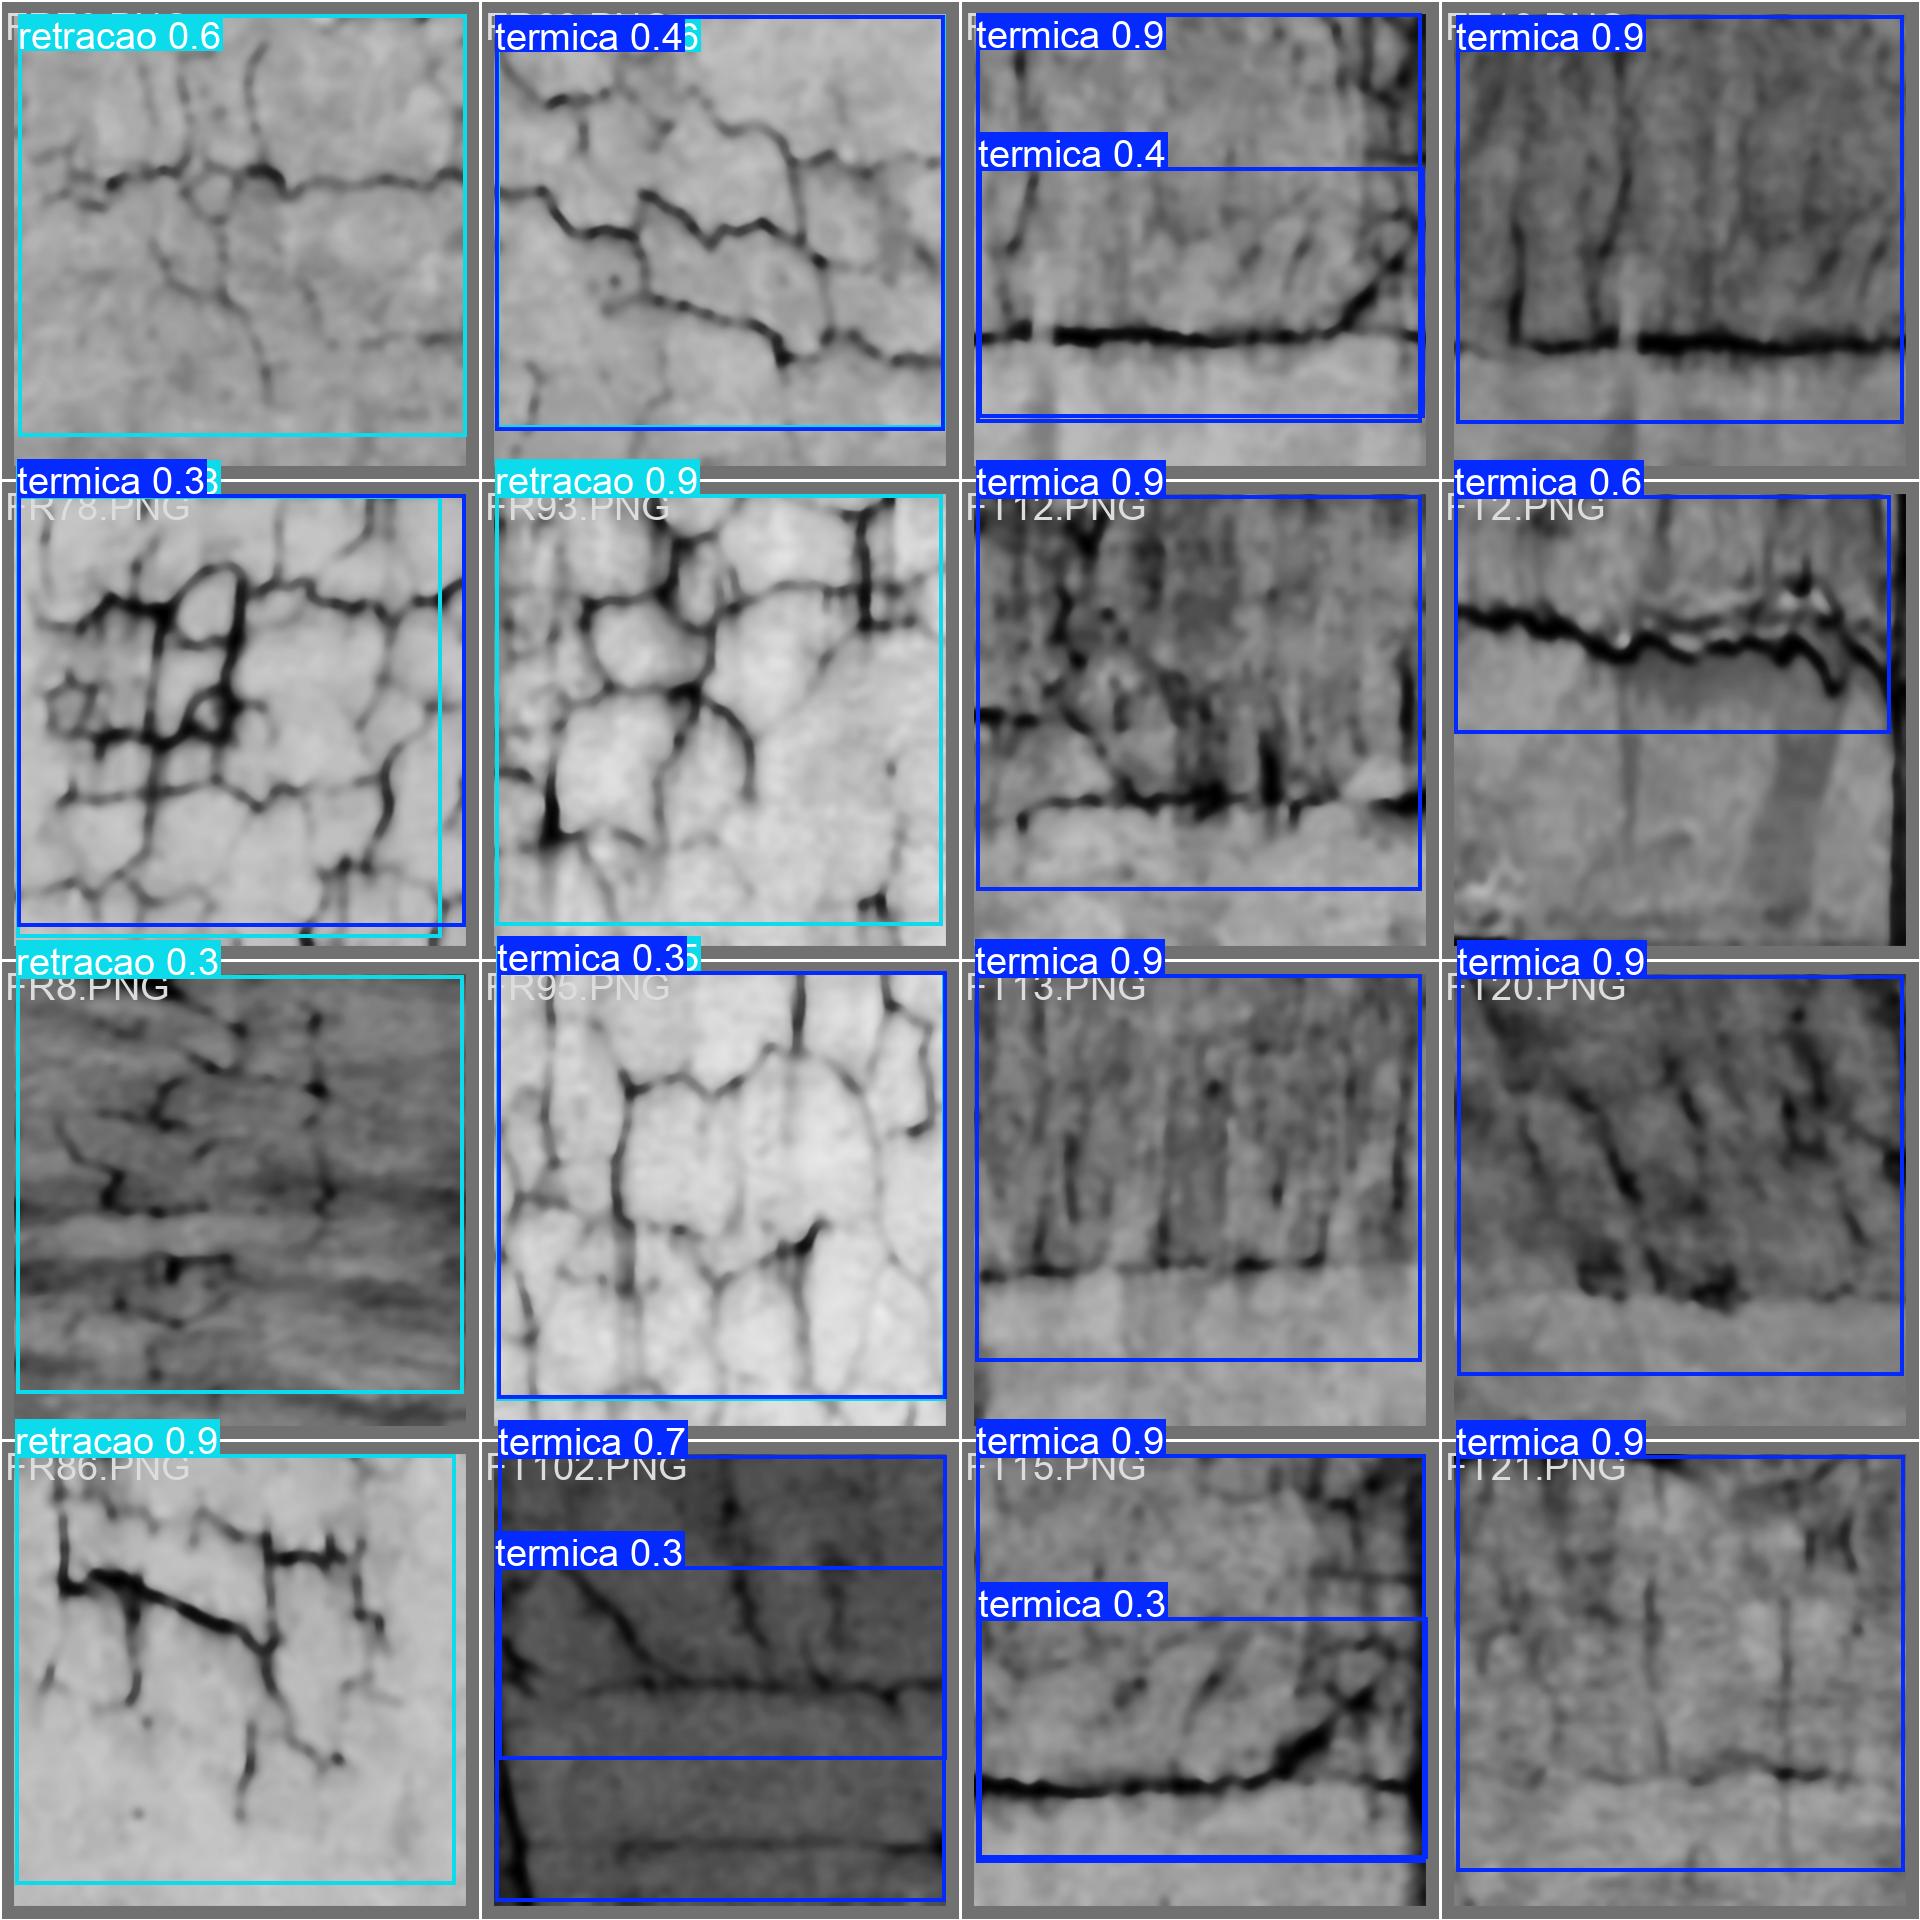 retracao 0.6
termica 0.4
termica 0.9
termica 0.4
termica 0.9
termica 0.3
FR78.PNG
retracao 0.9
FR93.PNG
termica 0.9
FT12.PNG
termica 0.6
FT2.PNG
retracao 0.3
FR8.PNG
termica 0.3
FR95.PNG
termica 0.9
FT13.PNG
termica 0.9
FT20.PNG
retracao 0.9
FR86.PNG
termica 0.7
FT102.PNG
termica 0.3
termica 0.9
FT15.PNG
termica 0.3
termica 0.9
FT21.PNG